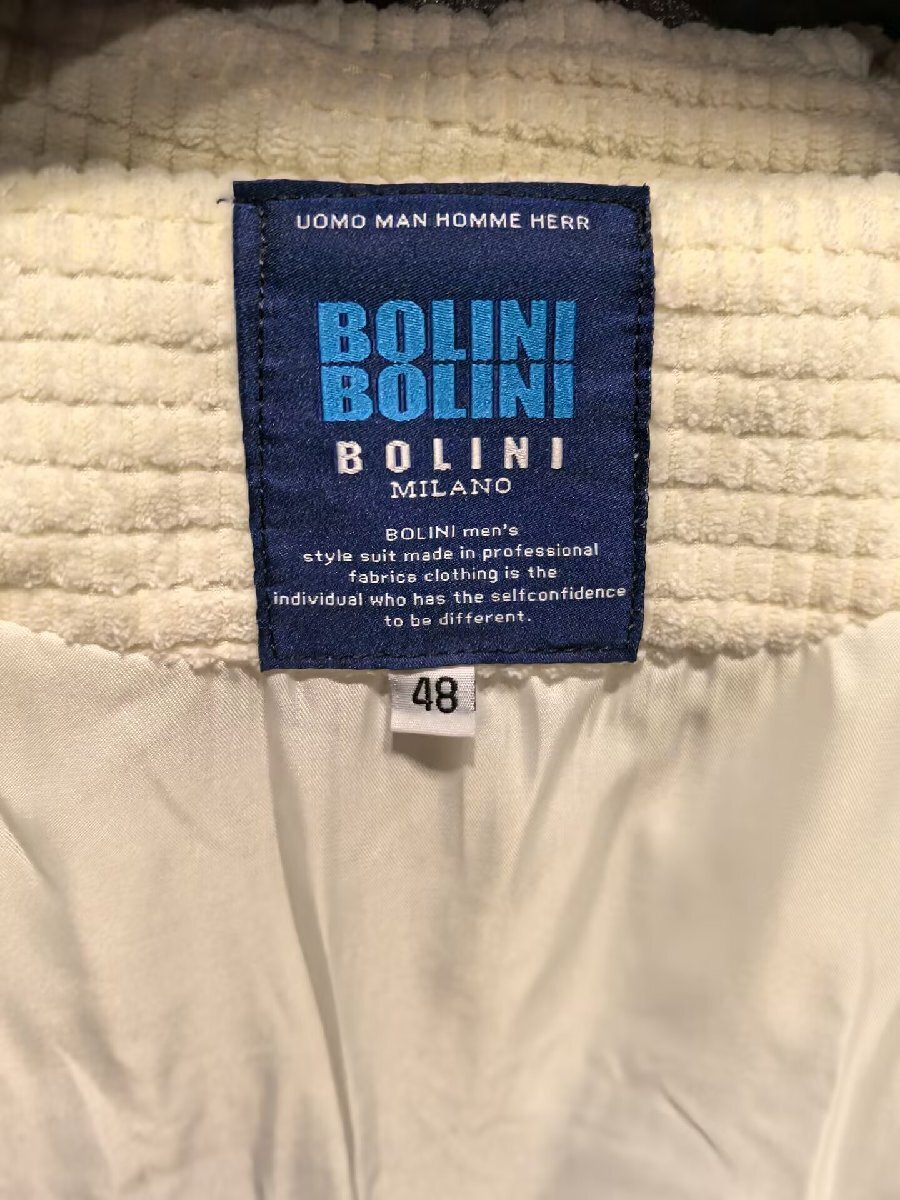 UOMO MAN HOMME HERR
BOLINI
BOLINI
BOLINI
MILANO
BOLINI men's
style suit made in professional
fabrics clothing is the
individual who has the selfconfidence
to be different.
48